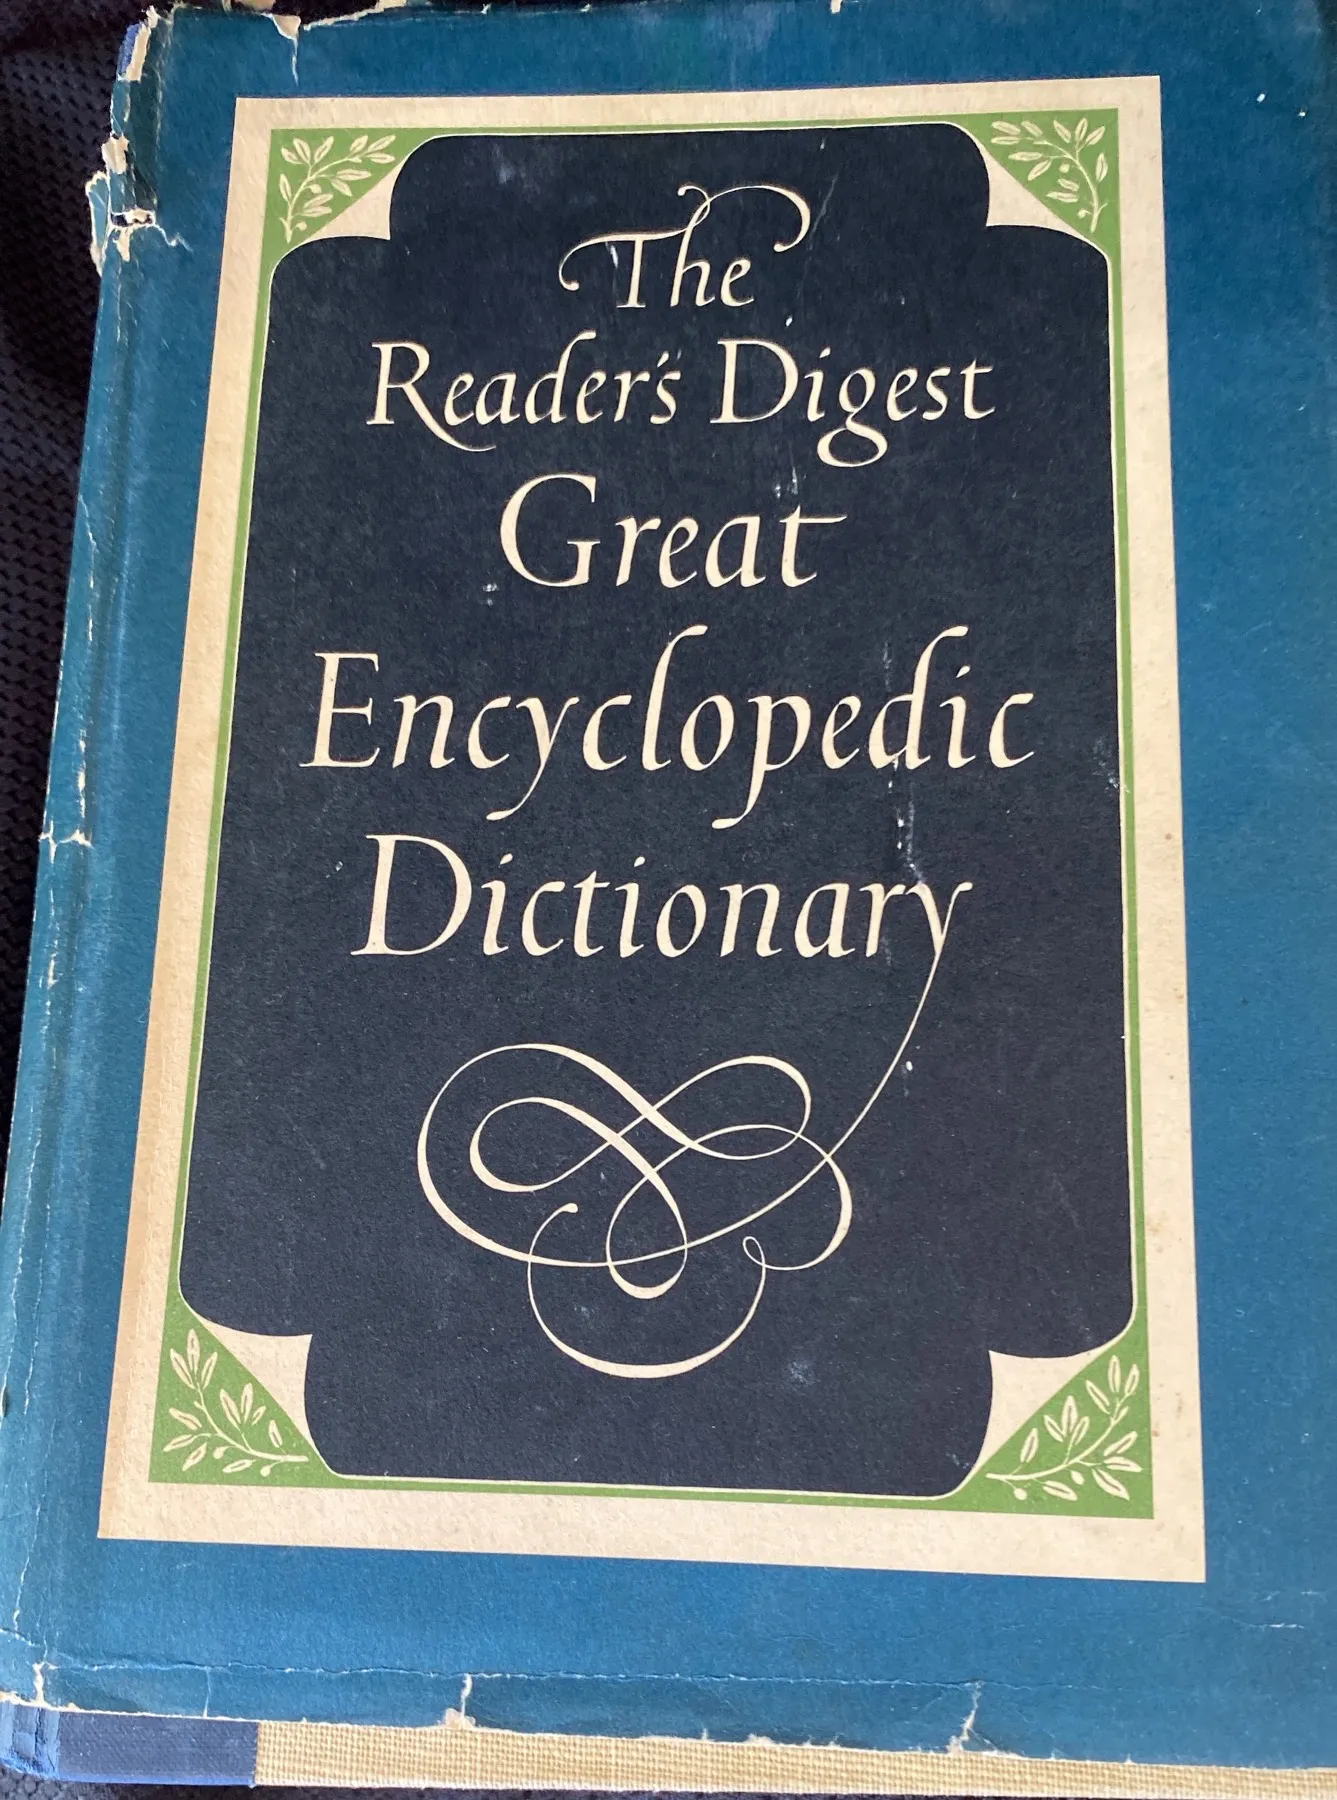 The
Reader's Digest
Great
Encyclopedic
Dictionary